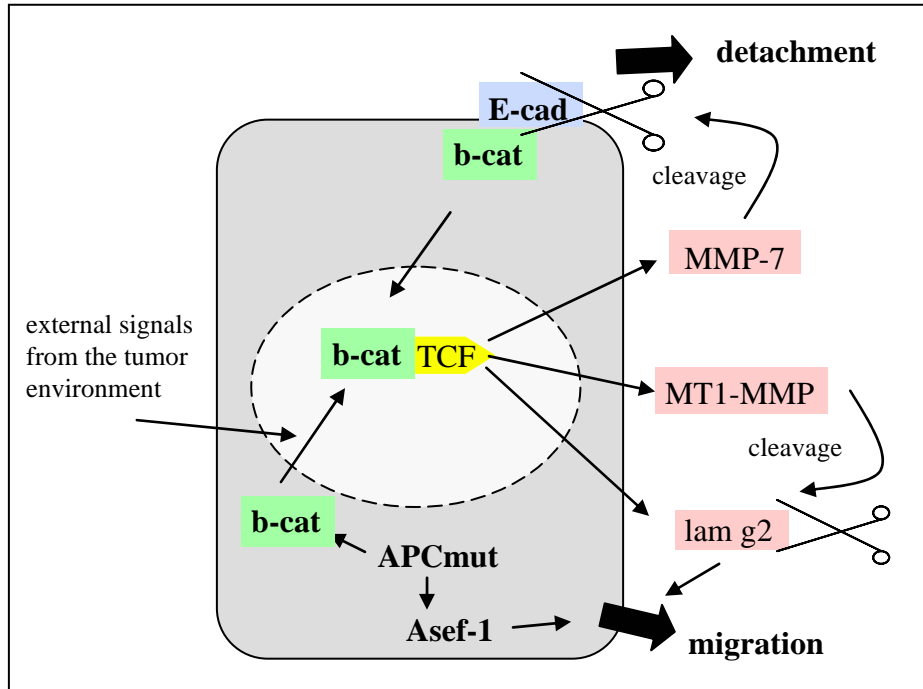 detachment
E-cad
b-cat
cleavage
MMP-7
external signals
from the tumor
environment
b-cat TCF
MT1-MMP
cleavage
b-cat
lam g2
APCmut
Asef-1
migration